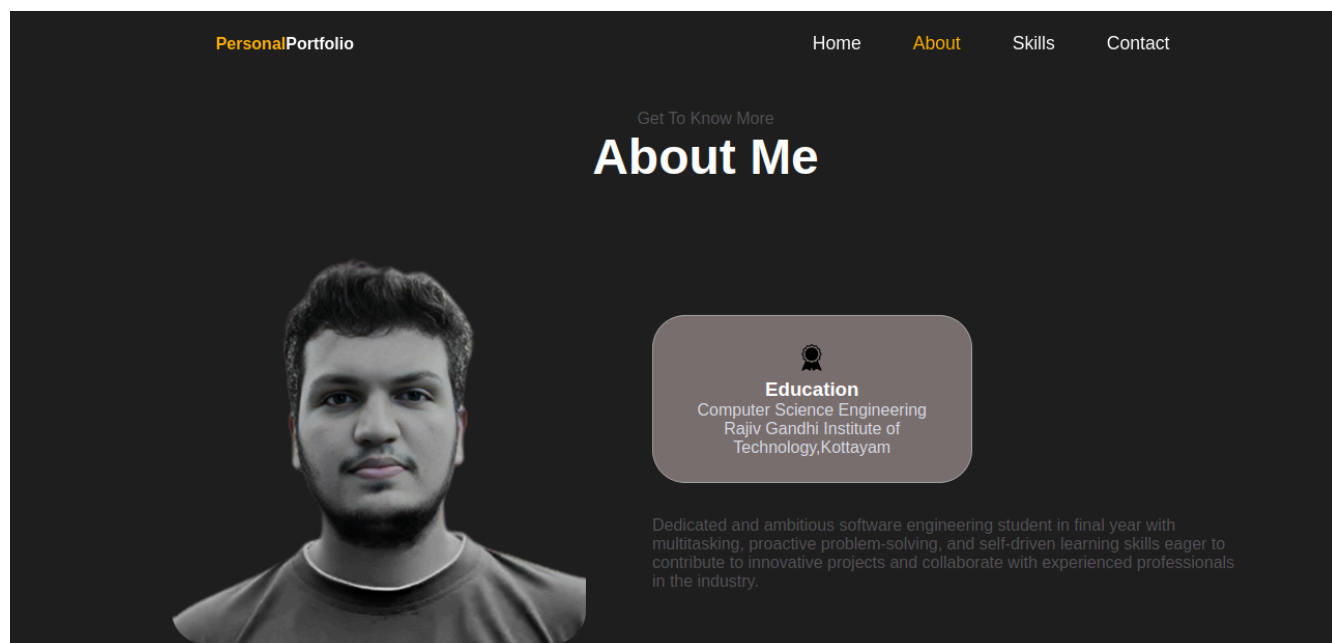 PersonalPortfolio
Home About Skills Contact
Get To Know More
About Me
Education
Computer Science Engineering
Rajiv Gandhi Institute of
Technology,Kottayam
Dedicated and ambitious software engineering student in final year with
multitasking, proactive problem-solving, and self-driven learning skills eager to
contribute to innovative projects and collaborate with experienced professionals
in the industry.